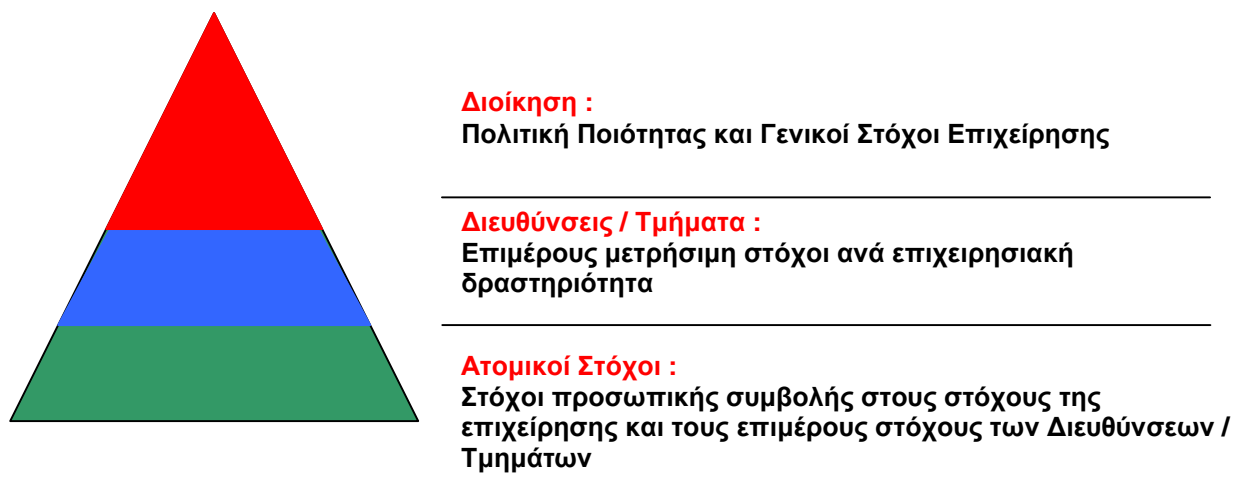 Διοίκηση :
Πολιτική Ποιότητας και Γενικοί Στόχοι Επιχείρησης
Διευθύνσεις / Τμήματα :
Επιμέρους μετρήσιμη στόχοι ανά επιχειρησιακή
δραστηριότητα
Ατομικοί Στόχοι :
Στόχοι προσωπικής συμβολής στους στόχους της
επιχείρησης και τους επιμέρους στόχους των Διευθύνσεων /
Τμημάτων